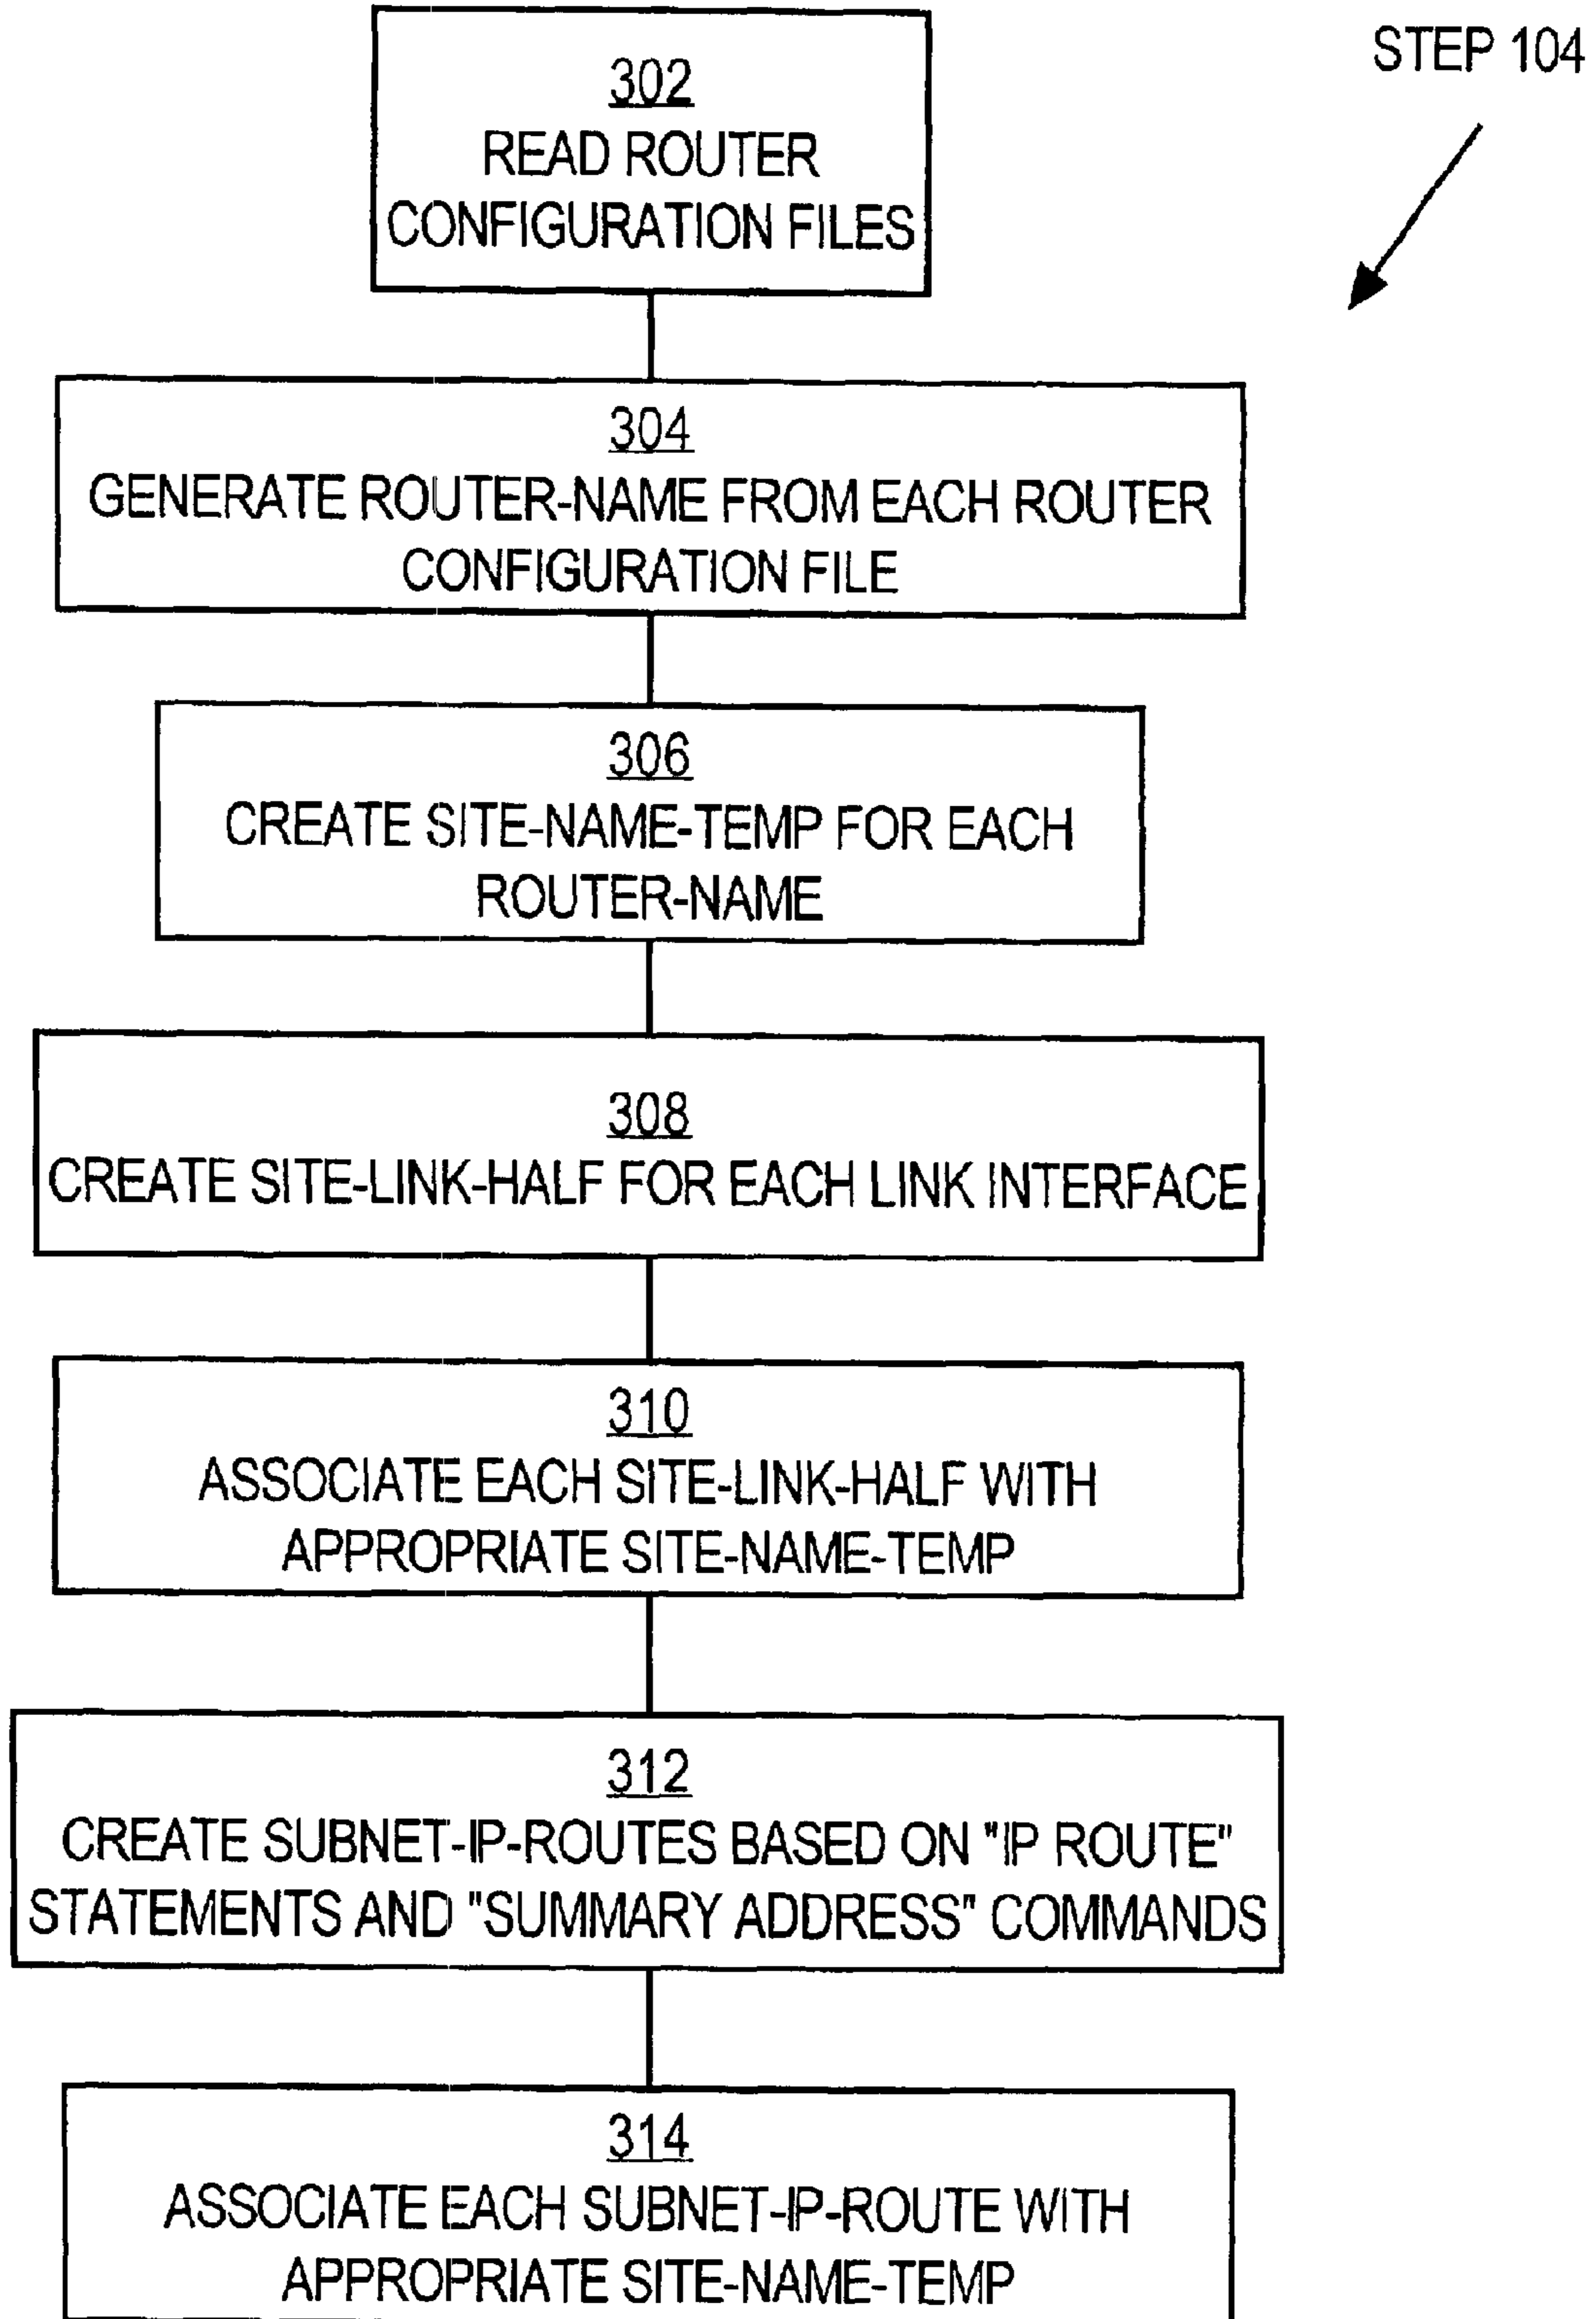 STEP 104
302
READ ROUTER
CONFIGURATION FILES
304
GENERATE ROUTER-NAME FROM EACH ROUTER
CONFIGURATION FILE
306
CREATE SITE-NAME-TEMP FOR EACH
ROUTER-NAME
308
CREATE SITE-LINK-HALF FOR EACH LINK INTERFACE
310
ASSOCIATE EACH SITE-LINK-HALF WITH
APPROPRIATE SITE-NAME-TEMP
312
CREATE SUBNET-IP-ROUTES BASED ON "IP ROUTE"
STATEMENTS AND "SUMMARY ADDRESS" COMMANDS
314
ASSOCIATE EACH SUBNET-IP-ROUTE WITH
APPROPRIATE SITE-NAME-TEMP